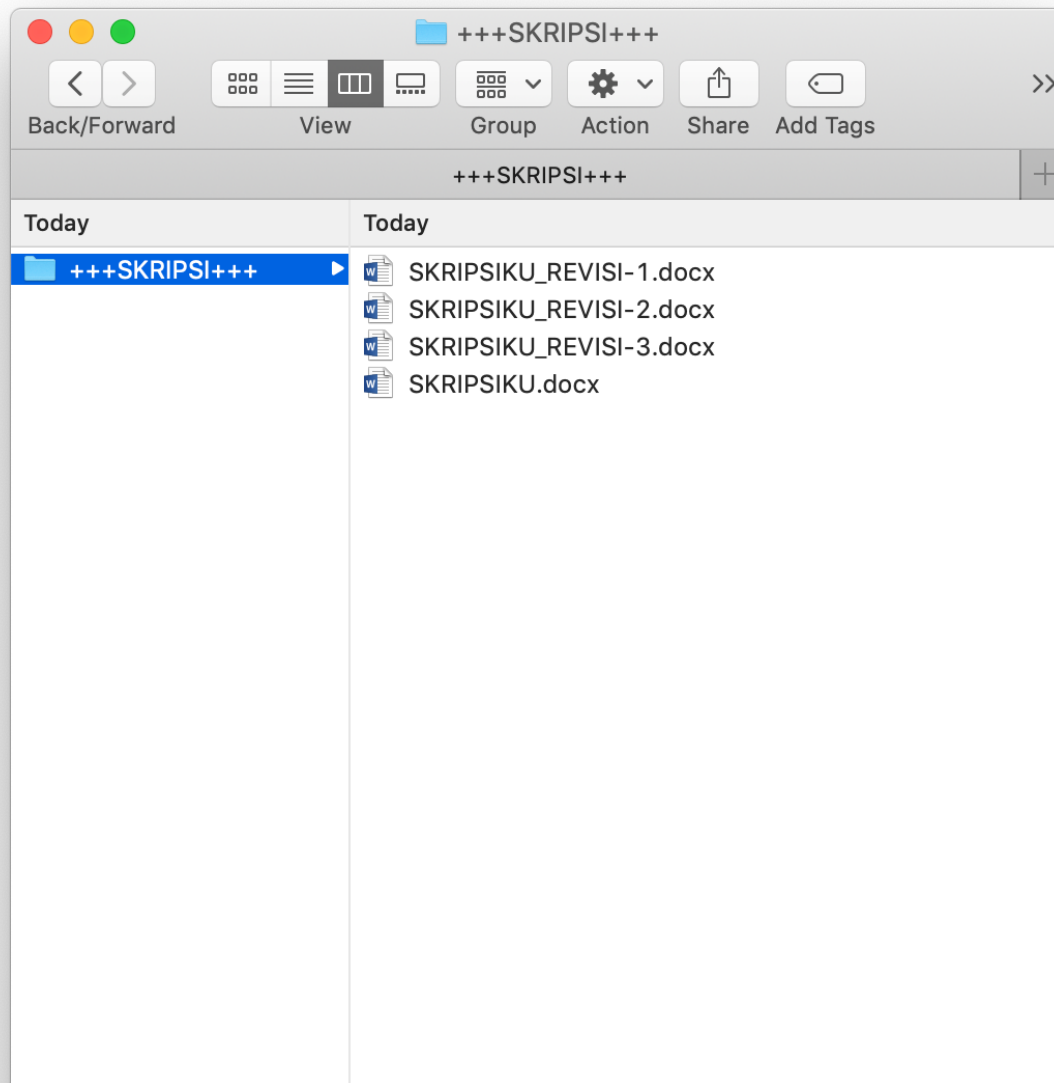 +++SKRIPSI+++
Back/Forward View Group Action Share Add Tags
+++SKRIPSI+++
Today Today
+++SKRIPSI+++
SKRIPSIKU_REVISI-1.docx
SKRIPSIKU_REVISI-2.docx
SKRIPSIKU_REVISI-3.docx
SKRIPSIKU.docx